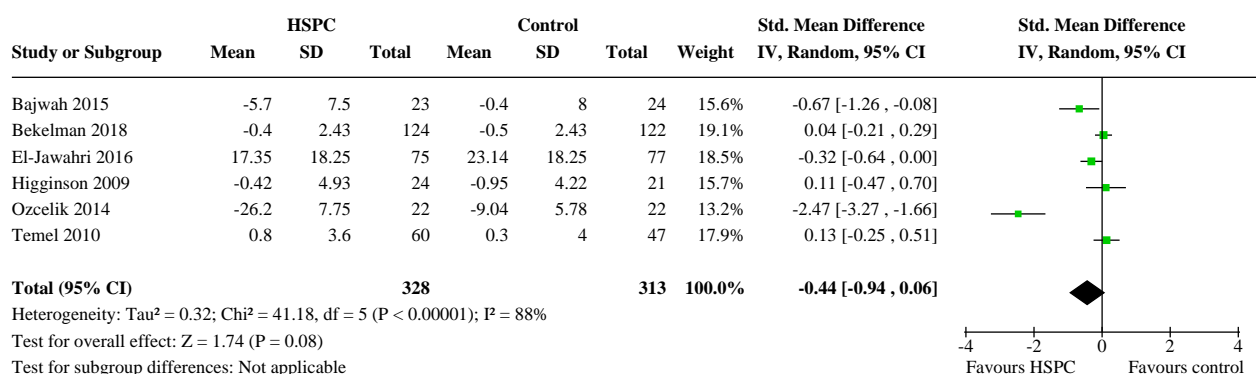 HSPC Control Std. Mean Difference Std. Mean Difference
Study or Subgroup Mean SD Total Mean SD Total Weight IV, Random, 95% CI IV, Random, 95% CI
Bajwah 2015 -5.7 7.5 23 -0.4 8 24 15.6% -0.67 [-1.26 , -0.08]
Bekelman 2018 -0.4 2.43 124 -0.5 2.43 122 19.1% 0.04 [-0.21 , 0.29]
El-Jawahri 2016 17.35 18.25 75 23.14 18.25 77 18.5% -0.32 [-0.64 , 0.00]
Higginson 2009 -0.42 4.93 24 -0.95 4.22 21 15.7% 0.11 [-0.47 , 0.70]
Ozcelik 2014 -26.2 7.75 22 -9.04 5.78 22 13.2% -2.47 [-3.27 , -1.66]
Temel 2010 0.8 3.6 60 0.3 4 47 17.9% 0.13 [-0.25 , 0.51]
Total (95% CI) 328 313 100.0% -0.44 [-0.94 , 0.06]
Heterogeneity: Tau² = 0.32; Chi² = 41.18, df = 5 (P < 0.00001); I² = 88%
Test for overall effect: Z = 1.74 (P = 0.08)
-4 -2 0 2 4
Test for subgroup differences: Not applicable Favours HSPC Favours control